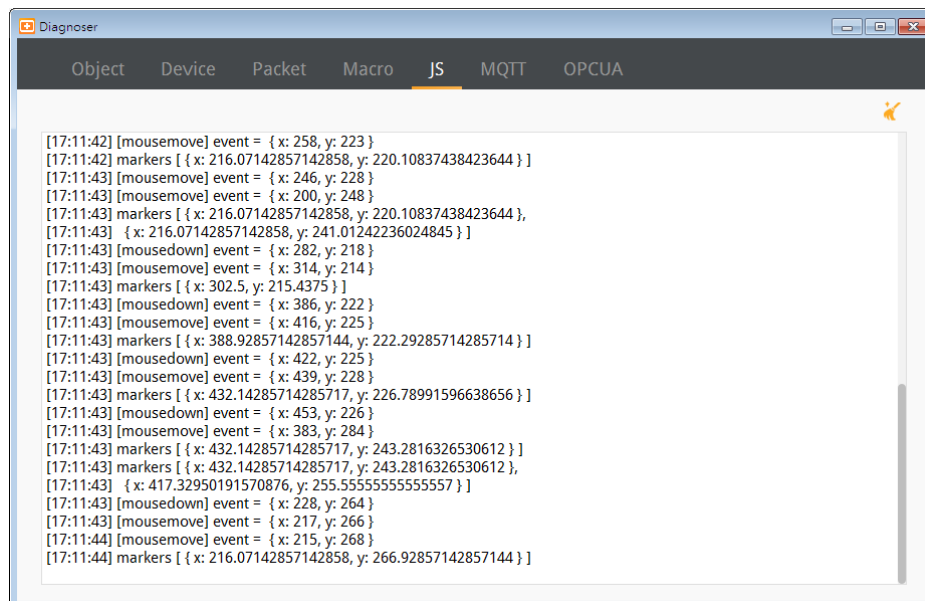 Diagnoser
Object Device Packet Macro JS MQTT OPCUA
[17:11:42] [mousemove] event =  { x: 258, y: 223 }
[17:11:42] markers [ { x: 216.07142857142858, y: 220.10837438423644 } ]
[17:11:43] [mousemove] event =  { x: 246, y: 228 }
[17:11:43] [mousemove] event =  { x: 200, y: 248 }
[17:11:43] markers [ { x: 216.07142857142858, y: 220.10837438423644 },
[17:11:43]   { x: 216.07142857142858, y: 241.01242236024845 } ]
[17:11:43] [mousedown] event =  { x: 282, y: 218 }
[17:11:43] [mousemove] event =  { x: 314, y: 214 }
[17:11:43] markers [ { x: 302.5, y: 215.4375 } ]
[17:11:43] [mousedown] event =  { x: 386, y: 222 }
[17:11:43] [mousemove] event =  { x: 416, y: 225 }
[17:11:43] markers [ { x: 388.92857142857144, y: 222.29285714285714 } ]
[17:11:43] [mousedown] event =  { x: 422, y: 225 }
[17:11:43] [mousemove] event =  { x: 439, y: 228 }
[17:11:43] markers [ { x: 432.14285714285717, y: 226.78991596638656 } ]
[17:11:43] [mousedown] event =  { x: 453, y: 226 }
[17:11:43] [mousemove] event =  { x: 383, y: 284 }
[17:11:43] markers [ { x: 432.14285714285717, y: 243.2816326530612 } ]
[17:11:43] markers [ { x: 432.14285714285717, y: 243.2816326530612 },
[17:11:43]   { x: 417.32950191570876, y: 255.55555555555557 } ]
[17:11:43] [mousedown] event =  { x: 228, y: 264 }
[17:11:43] [mousemove] event =  { x: 217, y: 266 }
[17:11:44] [mousemove] event =  { x: 215, y: 268 }
[17:11:44] markers [ { x: 216.07142857142858, y: 266.92857142857144 } ]